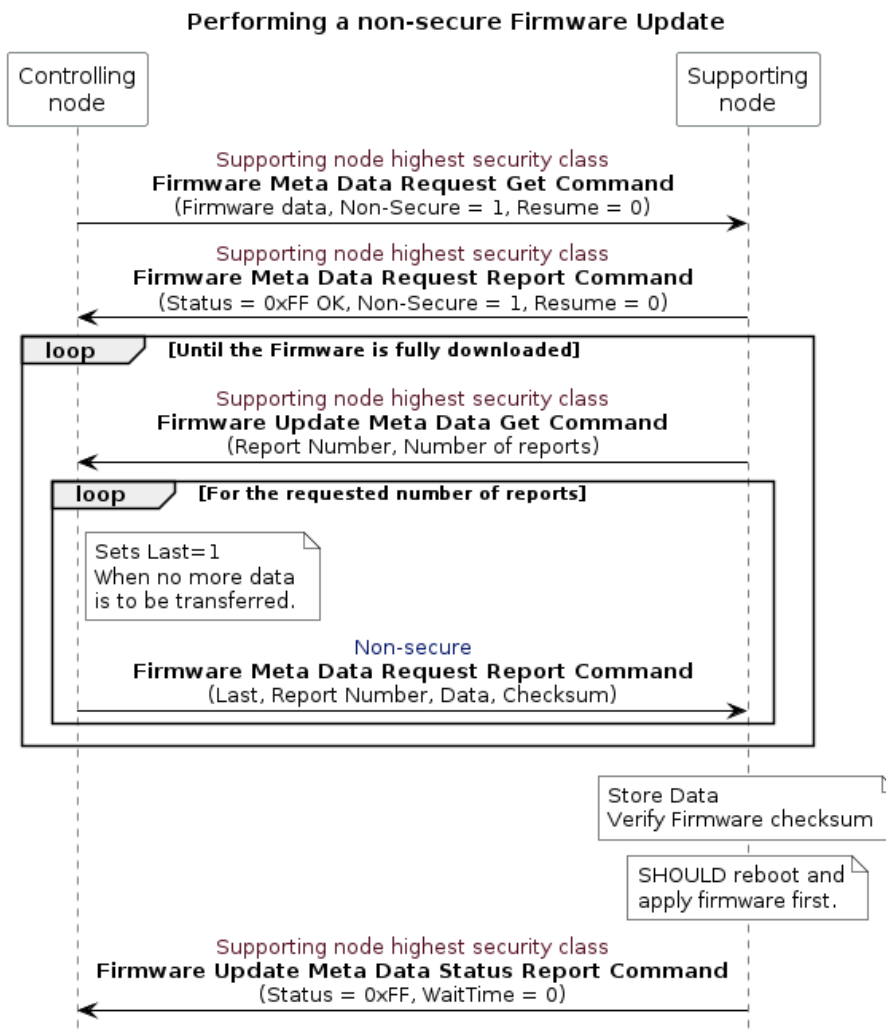 Performing a non-secure Firmware Update
Controlling
node
Supporting
node
Supporting node highest security class
Firmware Meta Data Request Get Command
(Firmware data, Non-Secure = 1, Resume = 0)
Supporting node highest security class
Firmware Meta Data Request Report Command
(Status = 0xFF OK, Non-Secure = 1, Resume = 0)
loop [Until the Firmware is fully downloaded]
Supporting node highest security class
Firmware Update Meta Data Get Command
(Report Number, Number of reports)
loop [For the requested number of reports]
Sets Last=1
When no more data
is to be transferred.
Non-secure
Firmware Meta Data Request Report Command
(Last, Report Number, Data, Checksum)
Store Data
Verify Firmware checksum
SHOULD reboot and
apply firmware first.
Supporting node highest security class
Firmware Update Meta Data Status Report Command
(Status = 0xFF, WaitTime = 0)